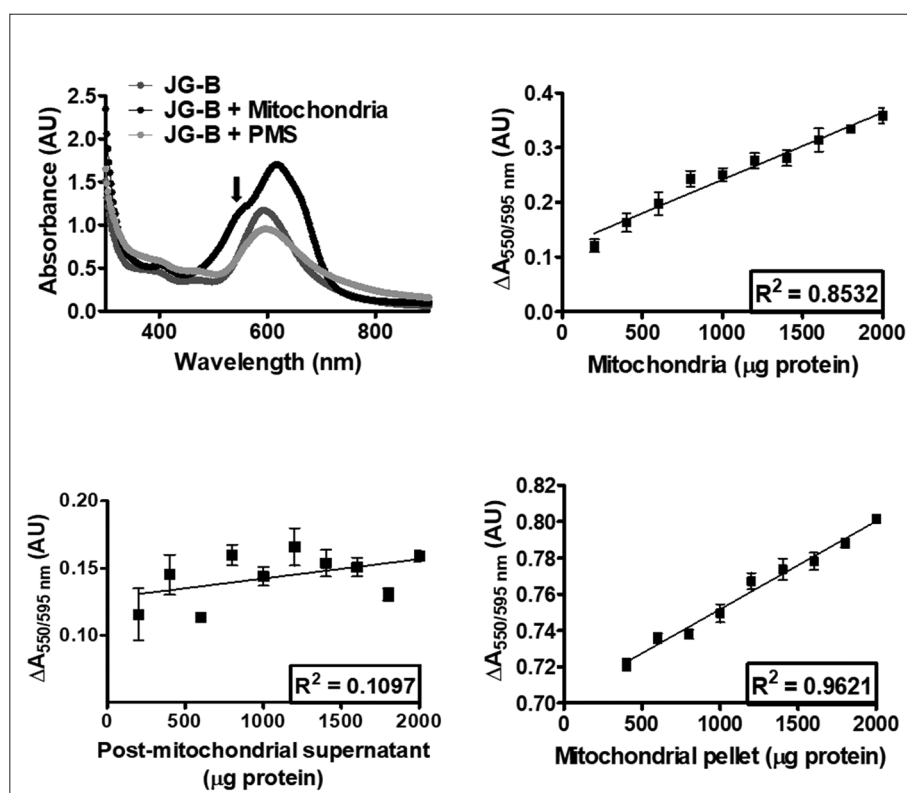 JG-B
JG-B + Mitochondria
JG-B + PMS
Absorbance (AU)
2.5
2.0
1.5
1.0
0.5
0.0
400 600 800
Wavelength (nm)
ΔA550/595 nm (AU)
0.4
0.3
0.2
0.1
0.0
R² = 0.8532
0 500 1000 1500 2000
Mitochondria (μg protein)
ΔA550/595 nm (AU)
0.20
0.15
0.10
R² = 0.1097
0 500 1000 1500 2000
Post-mitochondrial supernatant
(μg protein)
ΔA550/595 nm (AU)
0.82
0.80
0.78
0.76
0.74
0.72
0.70
R² = 0.9621
0 500 1000 1500 2000
Mitochondrial pellet (μg protein)